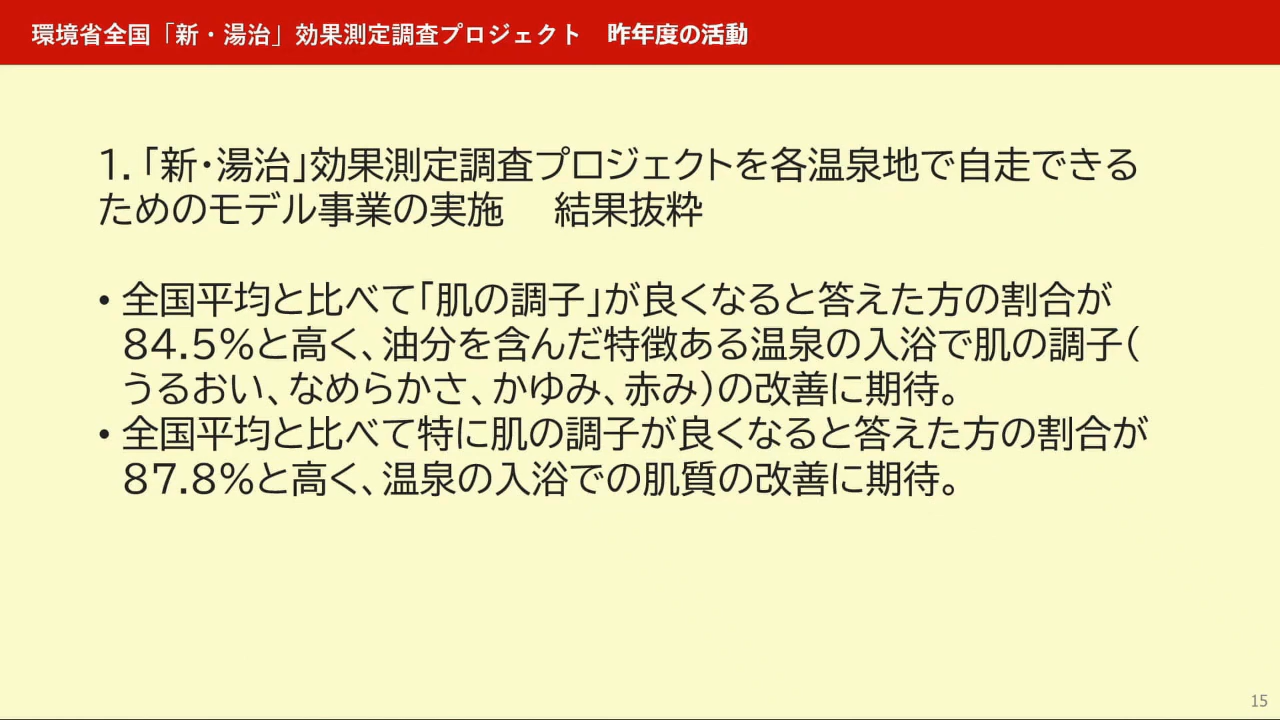 環境省全国「新・湯治」効果測定調査プロジェクト　昨年度の活動
1.「新・湯治」効果測定調査プロジェクトを各温泉地で自走できる
ためのモデル事業の実施　結果抜粋
• 全国平均と比べて「肌の調子」が良くなると答えた方の割合が
84.5%と高く、油分を含んだ特徴ある温泉の入浴で肌の調子(
うるおい、なめらかさ、かゆみ、赤み)の改善に期待。
• 全国平均と比べて特に肌の調子が良くなると答えた方の割合が
87.8%と高く、温泉の入浴での肌質の改善に期待。
15